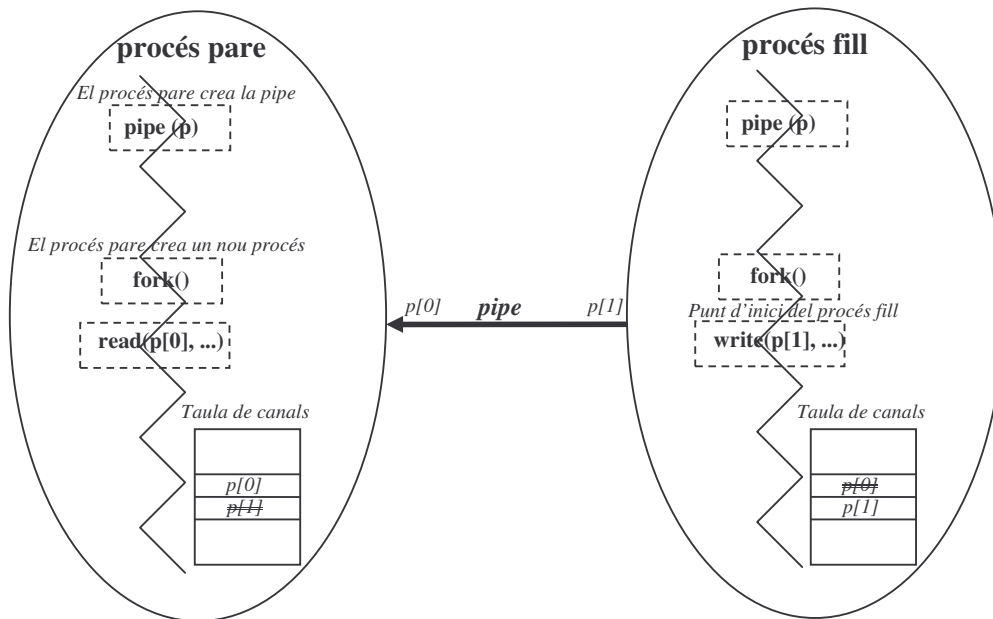 procés pare
El procés pare crea la pipe
pipe (p)
El procés pare crea un nou procés
fork()
read(p[0], ...)
Taula de canals
p[0]
p[1]
p[0]
pipe
p[1]
procés fill
pipe (p)
fork()
Punt d'inici del procés fill
write(p[1], ...)
Taula de canals
p[0]
p[1]